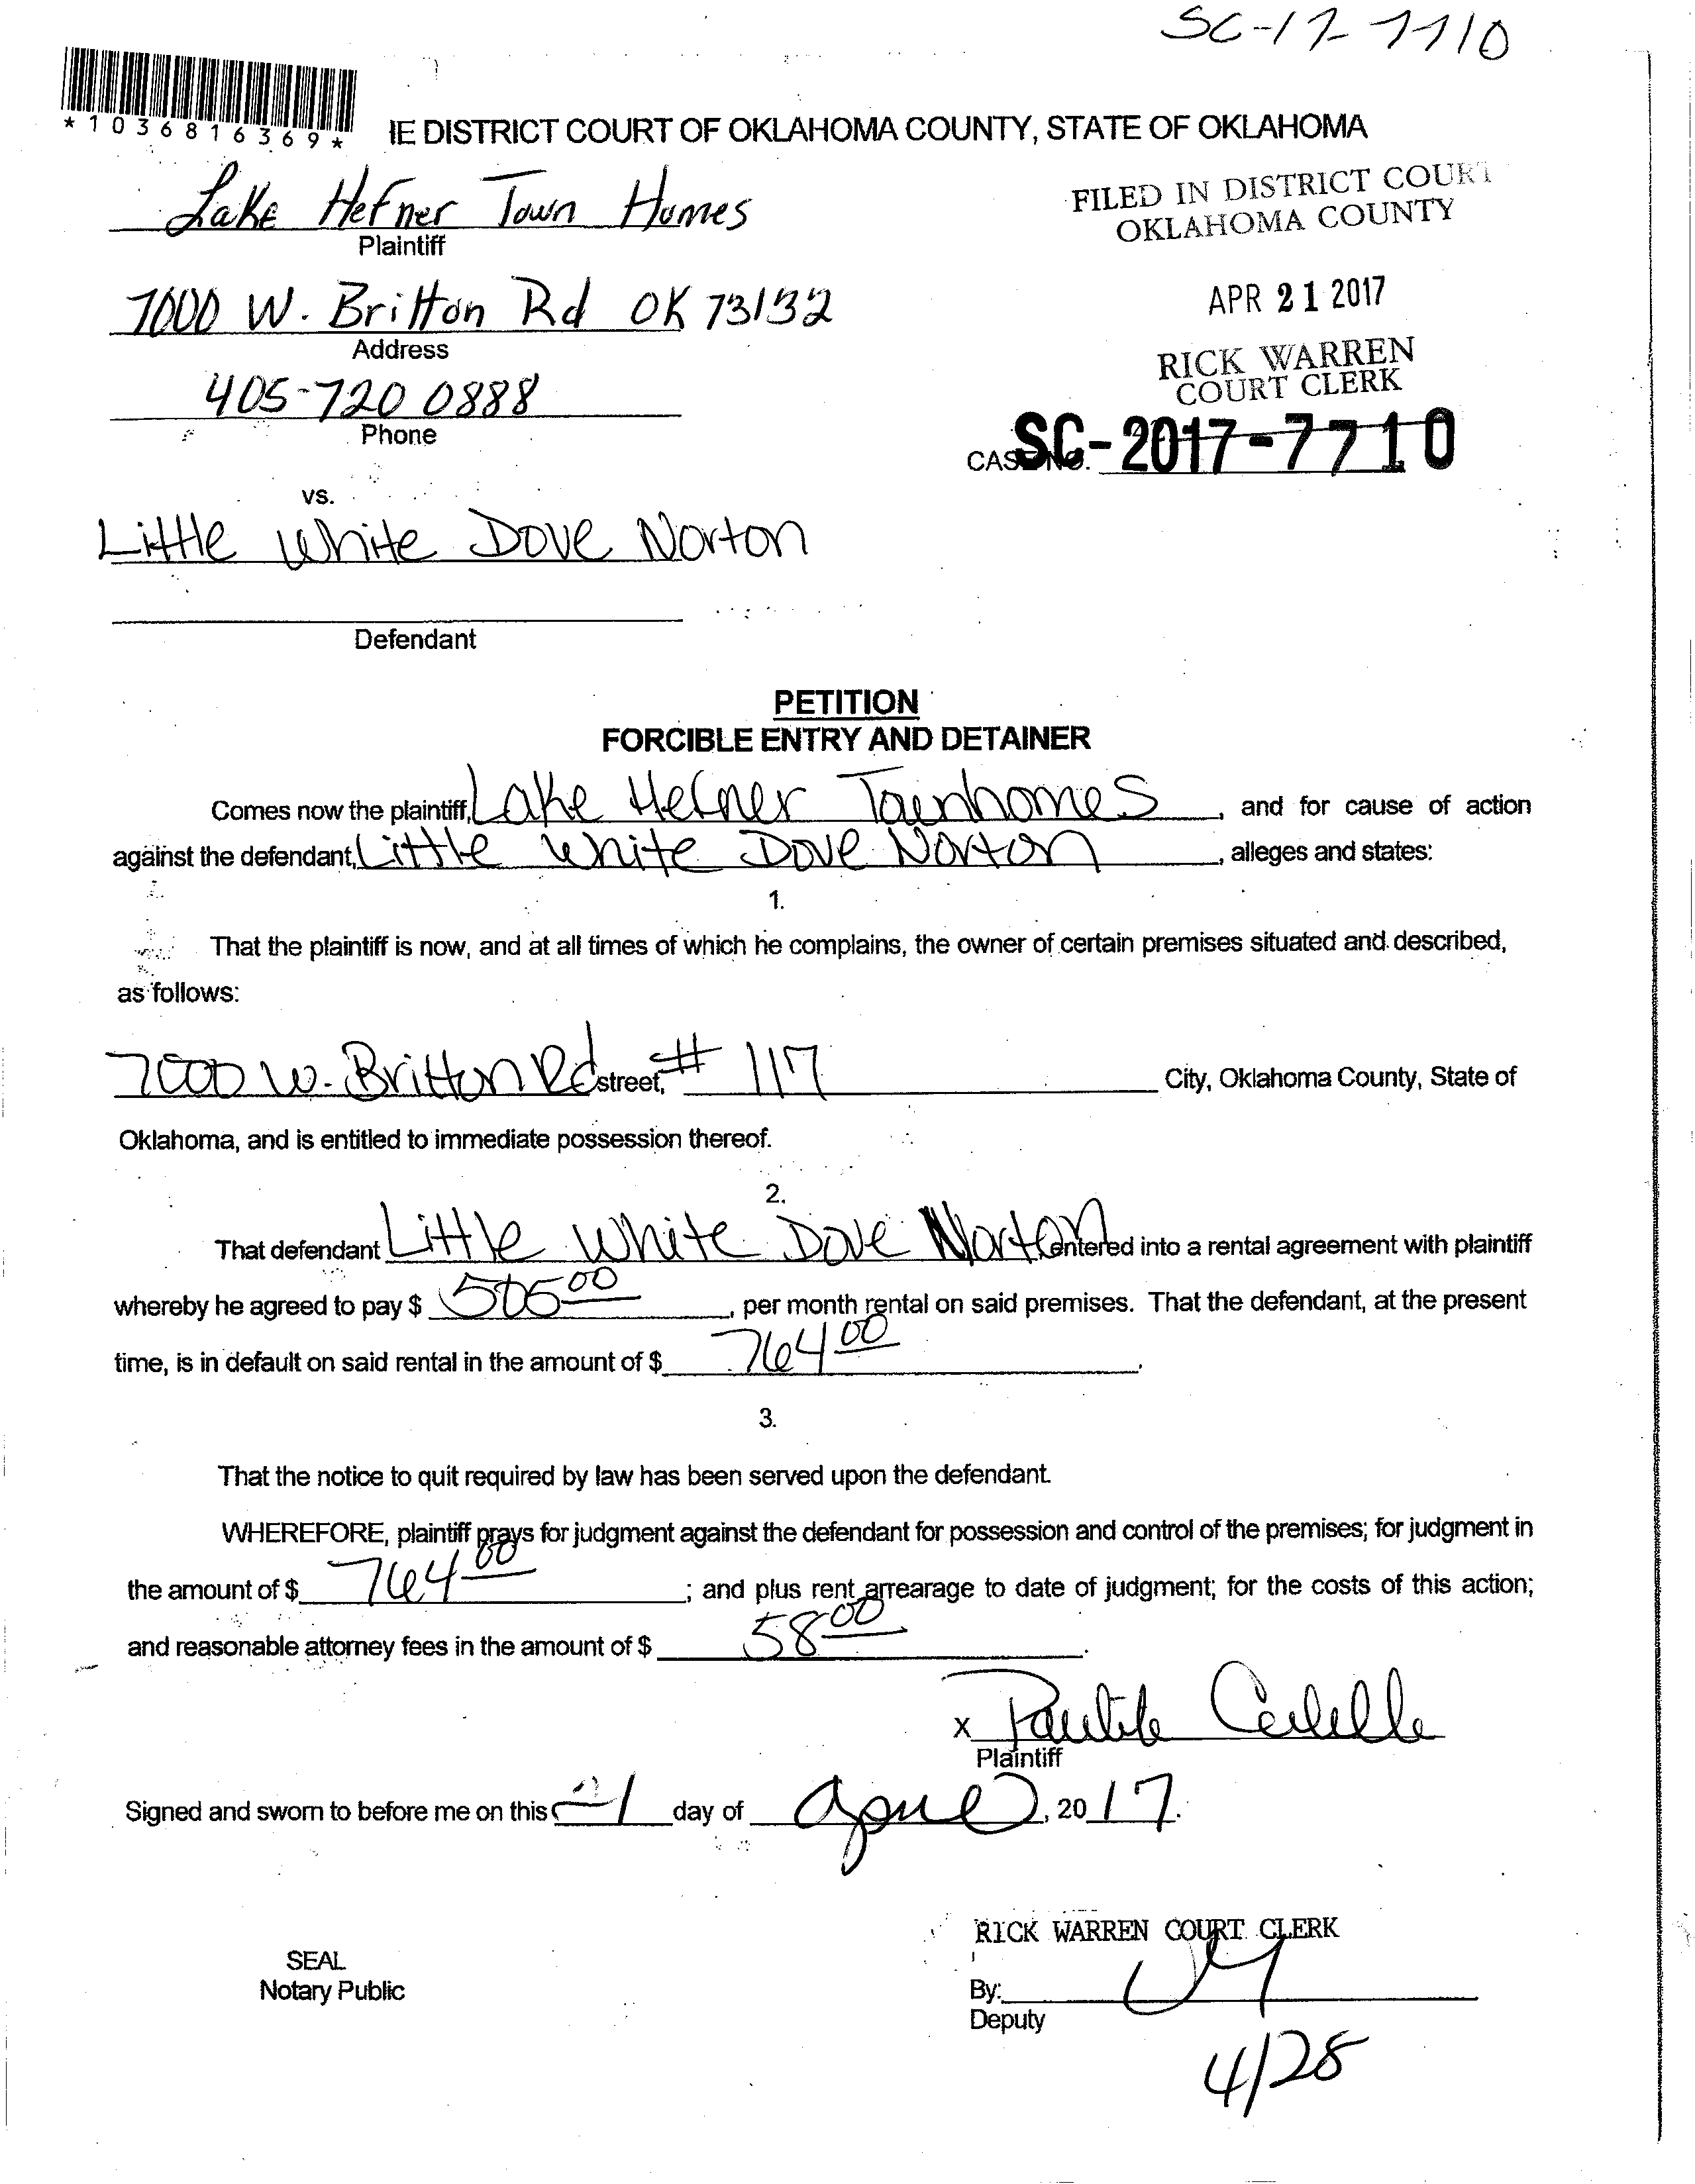 SC-17-7710
*1036816369*
IE DISTRICT COURT OF OKLAHOMA COUNTY, STATE OF OKLAHOMA
Lake Hefner Town Homes
Plaintiff
FILED IN DISTRICT COURT
OKLAHOMA COUNTY
7000 W. Britton Rd OK 73132
Address
APR 21 2017
405-720 0888
Phone
RICK WARREN
COURT CLERK
CASE NO. SC-2017-7710
vs.
Little White Dove Norton
Defendant
PETITION
FORCIBLE ENTRY AND DETAINER
Comes now the plaintiff, Lake Hefner Townhomes, and for cause of action
against the defendant, Little White Dove Norton, alleges and states:
1.
That the plaintiff is now, and at all times of which he complains, the owner of certain premises situated and described,
as follows:
7000 W. Britton Rd street, # 117 City, Oklahoma County, State of
Oklahoma, and is entitled to immediate possession thereof.
2.
That defendant Little White Dove Norton entered into a rental agreement with plaintiff
whereby he agreed to pay $ 505 00, per month rental on said premises. That the defendant, at the present
time, is in default on said rental in the amount of $ 764 00.
3.
That the notice to quit required by law has been served upon the defendant.
WHEREFORE, plaintiff prays for judgment against the defendant for possession and control of the premises; for judgment in
the amount of $ 764 00; and plus rent arrearage to date of judgment; for the costs of this action;
and reasonable attorney fees in the amount of $ 58 00.
X
Plaintiff
Signed and sworn to before me on this 21 day of April, 2017.
RICK WARREN COURT CLERK
SEAL
Notary Public
By:
Deputy
4/28